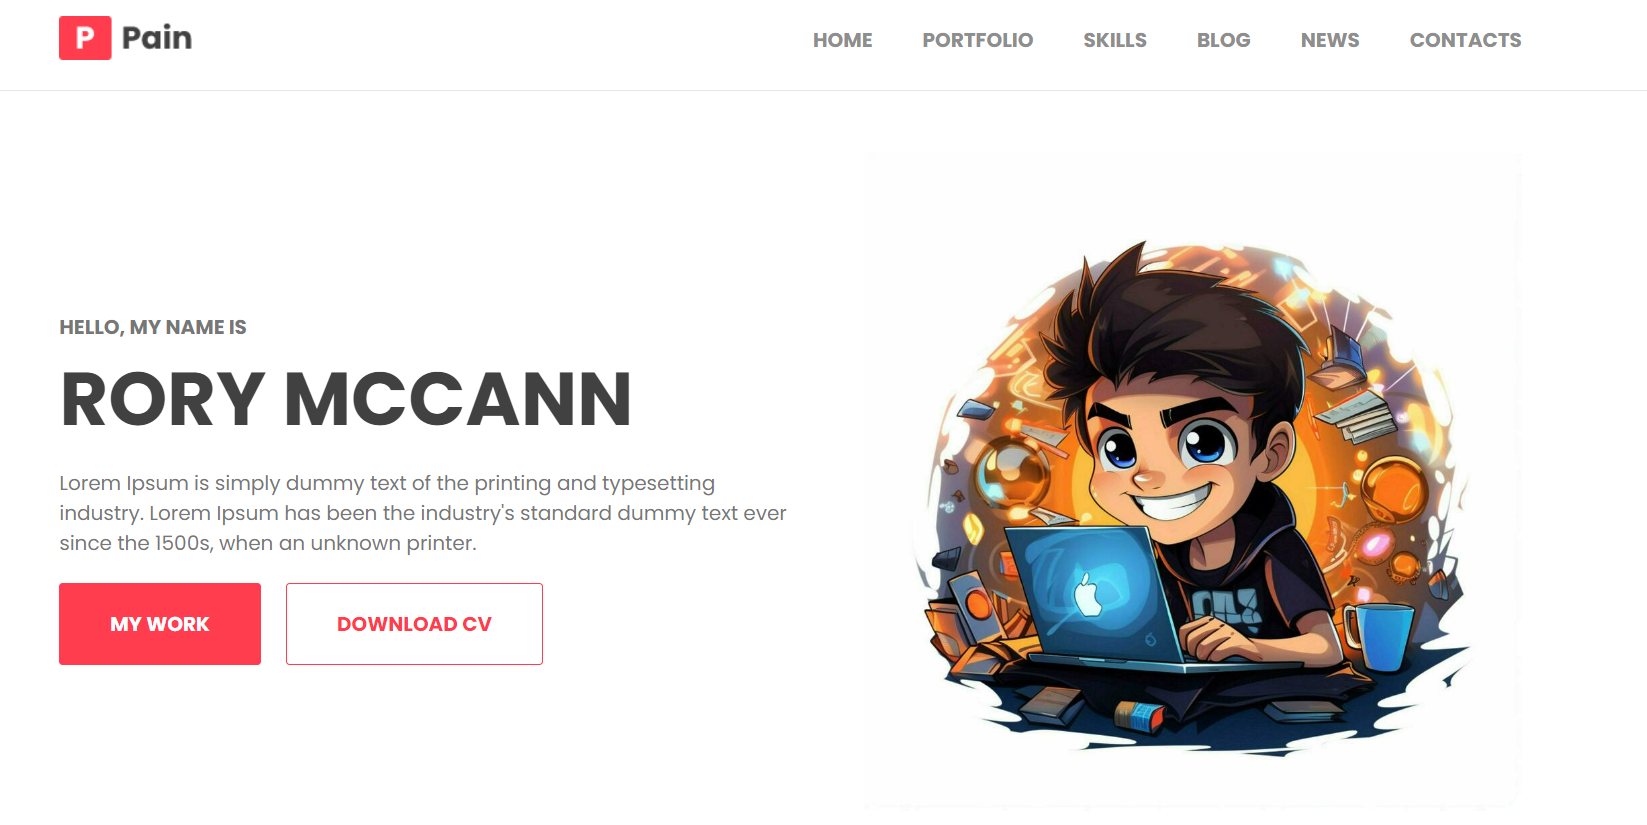 P Pain
HOME PORTFOLIO SKILLS BLOG NEWS CONTACTS
HELLO, MY NAME IS
RORY MCCANN
Lorem Ipsum is simply dummy text of the printing and typesetting
industry. Lorem Ipsum has been the industry's standard dummy text ever
since the 1500s, when an unknown printer.
MY WORK DOWNLOAD CV